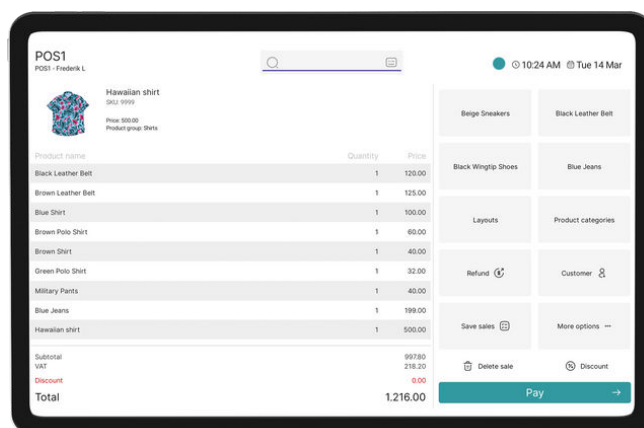 POS1
POS1 - Frederik L
10:24 AM Tue 14 Mar
Hawaiian shirt
SKU: 9999
Price: 500.00
Product group: Shirts
Product name Quantity Price
Black Leather Belt 1 120.00
Brown Leather Belt 1 125.00
Blue Shirt 1 100.00
Brown Polo Shirt 1 60.00
Brown Shirt 1 40.00
Green Polo Shirt 1 32.00
Military Pants 1 40.00
Blue Jeans 1 199.00
Hawaiian shirt 1 500.00
Subtotal 997.80
VAT 218.20
Discount 0.00
Total 1.216.00
Beige Sneakers Black Leather Belt
Black Wingtip Shoes Blue Jeans
Layouts Product categories
Refund Customer
Save sales More options
Delete sale Discount
Pay